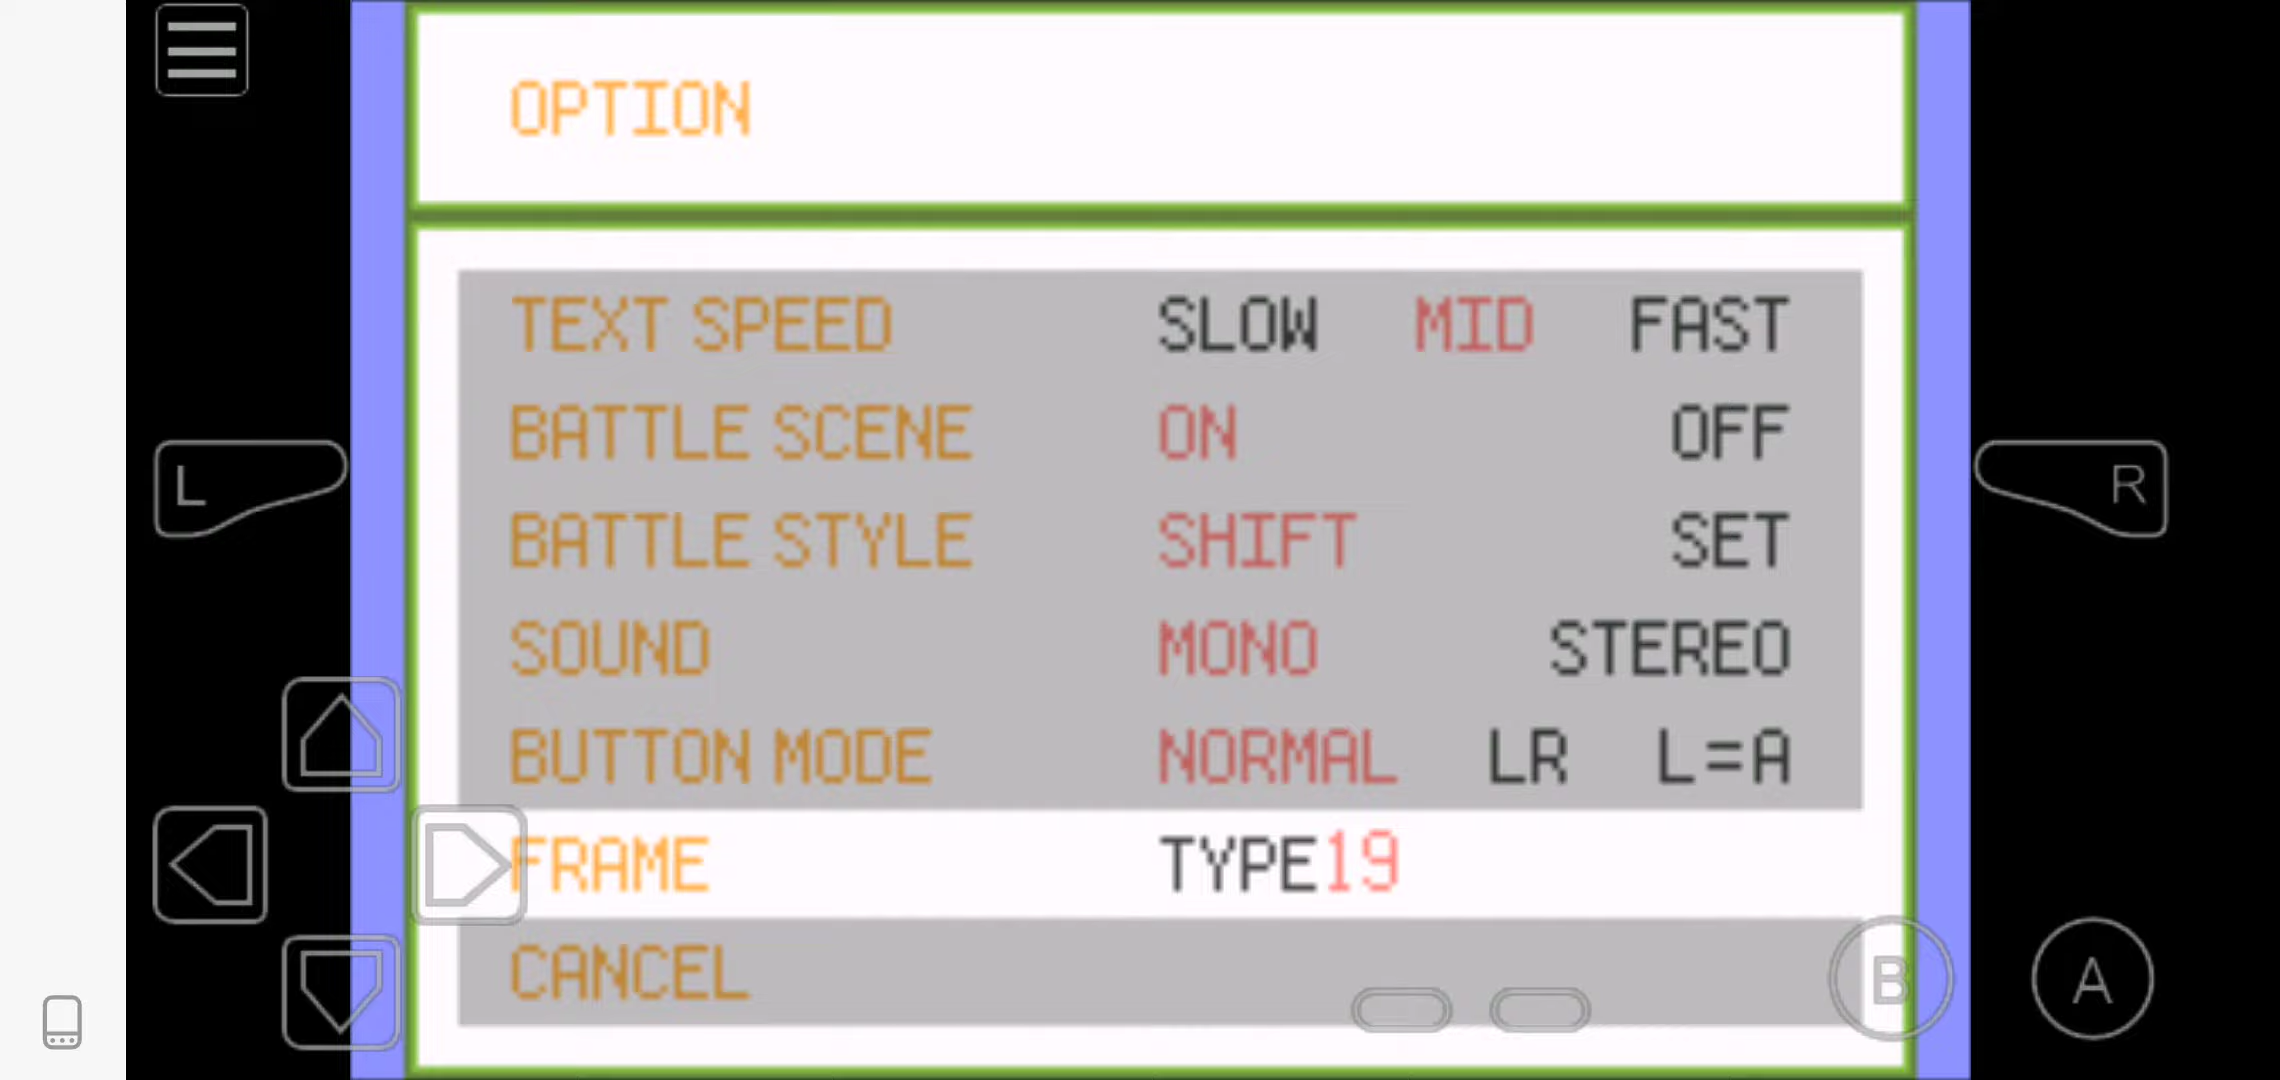 OPTION
TEXT SPEED SLOW MID FAST
BATTLE SCENE ON OFF
L BATTLE STYLE SHIFT SET R
SOUND MONO STEREO
BUTTON MODE NORMAL LR L=A
FRAME TYPE19
CANCEL B A